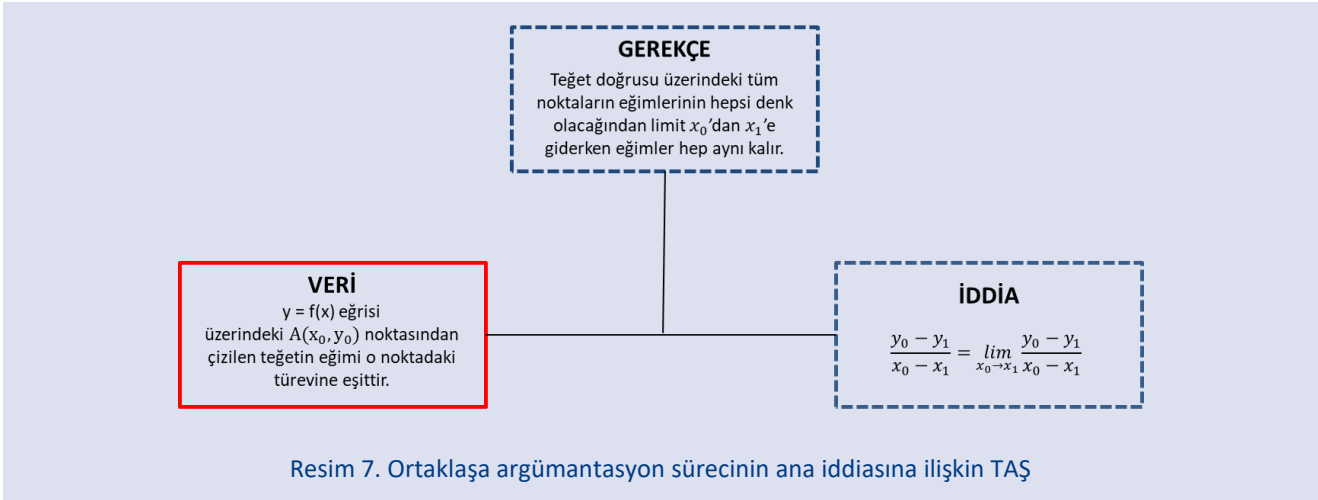 GEREKÇE
Teğet doğrusu üzerindeki tüm
noktaların eğimlerinin hepsi denk
olacağından limit x₀'dan x₁'e
giderken eğimler hep aynı kalır.
VERİ
y = f(x) eğrisi
üzerindeki A(x₀, y₀) noktasından
çizilen teğetin eğimi o noktadaki
türevine eşittir.
İDDİA
(y₀ − y₁)/(x₀ − x₁) = lim x₀→x₁ (y₀ − y₁)/(x₀ − x₁)
Resim 7. Ortaklaşa argümantasyon sürecinin ana iddiasına ilişkin TAŞ